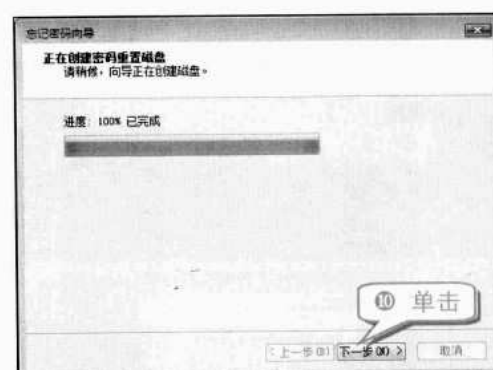 忘记密码向导
正在创建密码重置磁盘
请稍候，向导正在创建磁盘。
进度: 100% 已完成
⑩ 单击
< 上一步(B) 下一步(N) > 取消